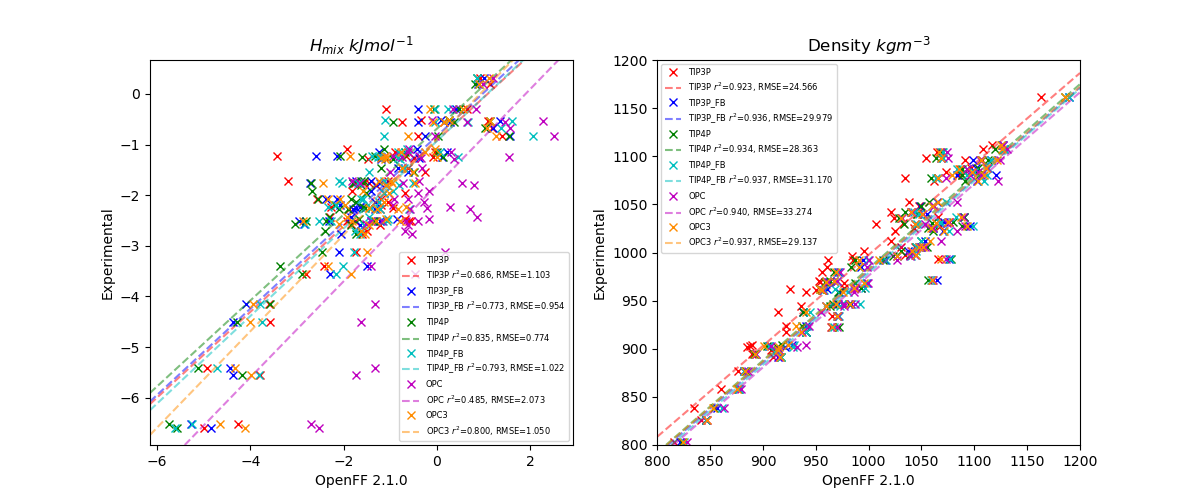 H_mix kJmol^−1
Experimental
0
−1
−2
−3
−4
−5
−6
−6
−4
−2
0
2
OpenFF 2.1.0
TIP3P
TIP3P r²=0.686, RMSE=1.103
TIP3P_FB
TIP3P_FB r²=0.773, RMSE=0.954
TIP4P
TIP4P r²=0.835, RMSE=0.774
TIP4P_FB
TIP4P_FB r²=0.793, RMSE=1.022
OPC
OPC r²=0.485, RMSE=2.073
OPC3
OPC3 r²=0.800, RMSE=1.050
Density kgm^−3
Experimental
1200
1150
1100
1050
1000
950
900
850
800
800
850
900
950
1000
1050
1100
1150
1200
OpenFF 2.1.0
TIP3P
TIP3P r²=0.923, RMSE=24.566
TIP3P_FB
TIP3P_FB r²=0.936, RMSE=29.979
TIP4P
TIP4P r²=0.934, RMSE=28.363
TIP4P_FB
TIP4P_FB r²=0.937, RMSE=31.170
OPC
OPC r²=0.940, RMSE=33.274
OPC3
OPC3 r²=0.937, RMSE=29.137